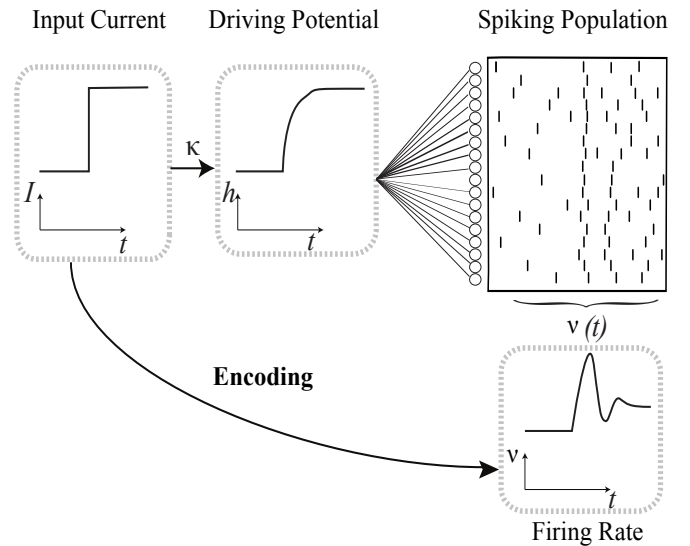 Input Current
Driving Potential
Spiking Population
κ
I
t
h
t
ν (t)
Encoding
ν
t
Firing Rate